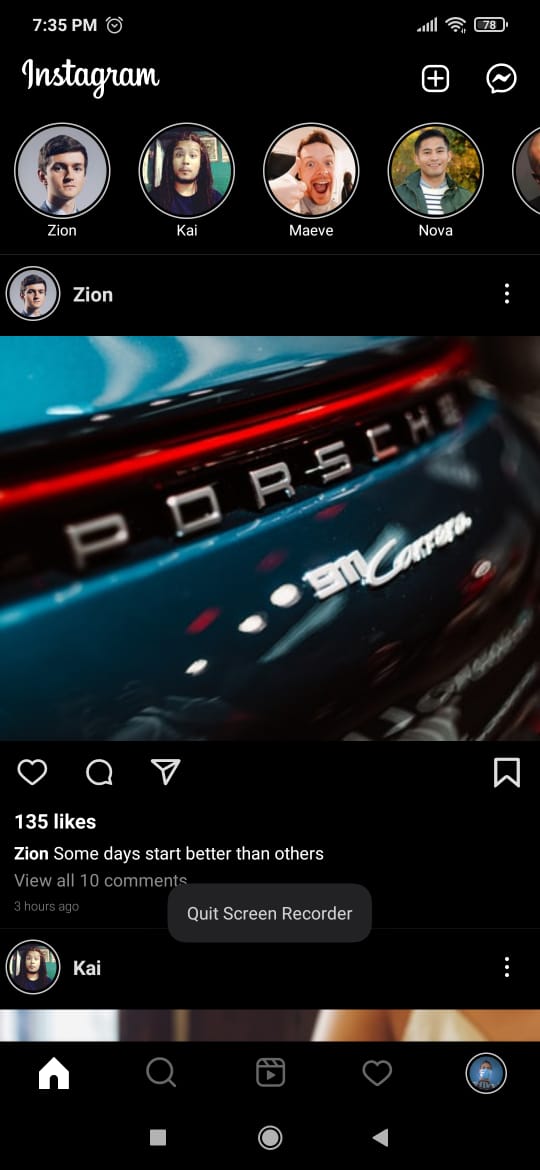 7:35 PM
78
Instagram
Zion
Kai
Maeve
Nova
Zion
PORSCHE
911 Carrera
135 likes
Zion Some days start better than others
View all 10 comments
3 hours ago
Quit Screen Recorder
Kai